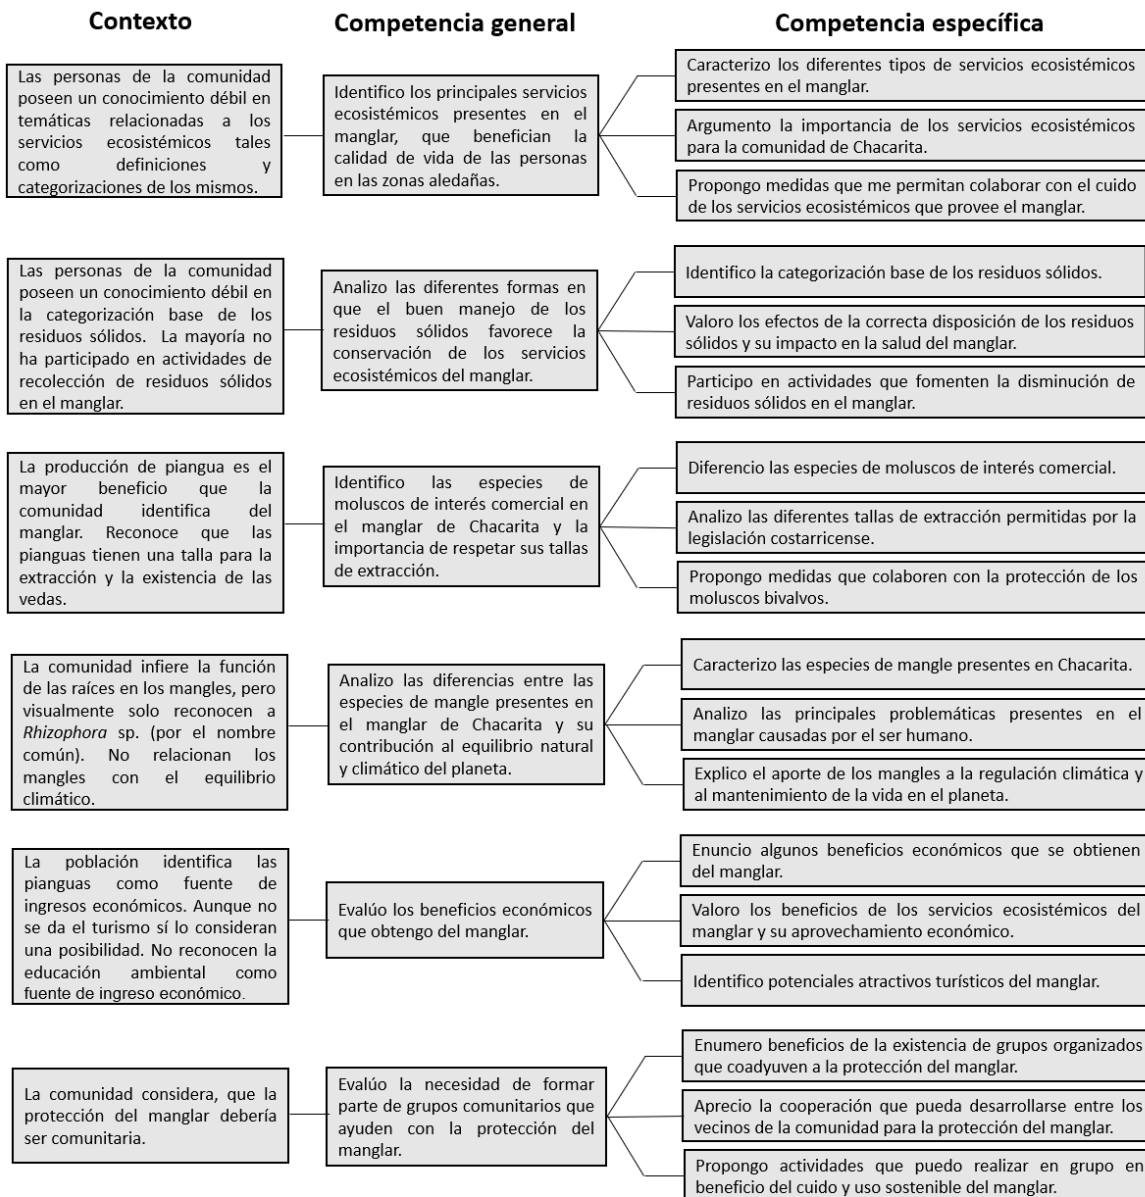 Contexto
Competencia general
Competencia específica
Las personas de la comunidad
poseen un conocimiento débil en
temáticas relacionadas a los
servicios ecosistémicos tales
como definiciones y
categorizaciones de los mismos.
Identifico los principales servicios
ecosistémicos presentes en el
manglar, que benefician la
calidad de vida de las personas
en las zonas aledañas.
Caracterizo los diferentes tipos de servicios ecosistémicos
presentes en el manglar.
Argumento la importancia de los servicios ecosistémicos
para la comunidad de Chacarita.
Propongo medidas que me permitan colaborar con el cuido
de los servicios ecosistémicos que provee el manglar.
Las personas de la comunidad
poseen un conocimiento débil en
la categorización base de los
residuos sólidos. La mayoría no
ha participado en actividades de
recolección de residuos sólidos
en el manglar.
Analizo las diferentes formas en
que el buen manejo de los
residuos sólidos favorece la
conservación de los servicios
ecosistémicos del manglar.
Identifico la categorización base de los residuos sólidos.
Valoro los efectos de la correcta disposición de los residuos
sólidos y su impacto en la salud del manglar.
Participo en actividades que fomenten la disminución de
residuos sólidos en el manglar.
La producción de piangua es el
mayor beneficio que la
comunidad identifica del
manglar. Reconoce que las
pianguas tienen una talla para la
extracción y la existencia de las
vedas.
Identifico las especies de
moluscos de interés comercial en
el manglar de Chacarita y la
importancia de respetar sus tallas
de extracción.
Diferencio las especies de moluscos de interés comercial.
Analizo las diferentes tallas de extracción permitidas por la
legislación costarricense.
Propongo medidas que colaboren con la protección de los
moluscos bivalvos.
La comunidad infiere la función
de las raíces en los mangles, pero
visualmente solo reconocen a
Rhizophora sp. (por el nombre
común). No relacionan los
mangles con el equilibrio
climático.
Analizo las diferencias entre las
especies de mangle presentes en
el manglar de Chacarita y su
contribución al equilibrio natural
y climático del planeta.
Caracterizo las especies de mangle presentes en Chacarita.
Analizo las principales problemáticas presentes en el
manglar causadas por el ser humano.
Explico el aporte de los mangles a la regulación climática y
al mantenimiento de la vida en el planeta.
La población identifica las
pianguas como fuente de
ingresos económicos. Aunque no
se da el turismo sí lo consideran
una posibilidad. No reconocen la
educación ambiental como
fuente de ingreso económico.
Evalúo los beneficios económicos
que obtengo del manglar.
Enuncio algunos beneficios económicos que se obtienen
del manglar.
Valoro los beneficios de los servicios ecosistémicos del
manglar y su aprovechamiento económico.
Identifico potenciales atractivos turísticos del manglar.
La comunidad considera, que la
protección del manglar debería
ser comunitaria.
Evalúo la necesidad de formar
parte de grupos comunitarios que
ayuden con la protección del
manglar.
Enumero beneficios de la existencia de grupos organizados
que coadyuven a la protección del manglar.
Aprecio la cooperación que pueda desarrollarse entre los
vecinos de la comunidad para la protección del manglar.
Propongo actividades que puedo realizar en grupo en
beneficio del cuido y uso sostenible del manglar.